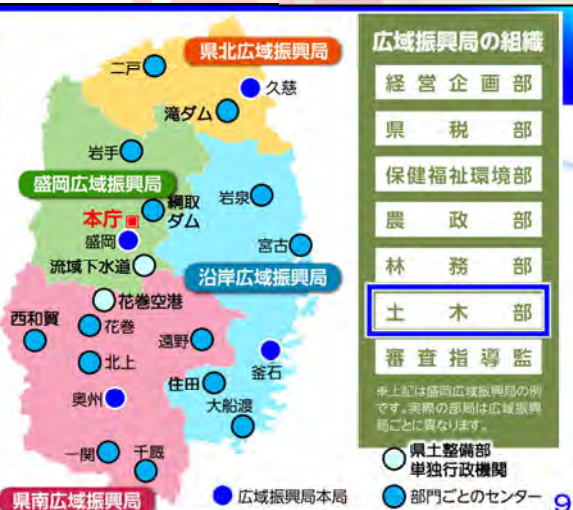 県北広域振興局
二戸
久慈
滝ダム
岩手
盛岡広域振興局
岩泉
綱取
ダム
本庁
盛岡
宮古
流域下水道
沿岸広域振興局
花巻空港
西和賀
花巻
遠野
北上
釜石
住田
奥州
大船渡
一関
千厩
県南広域振興局
広域振興局本局
広域振興局の組織
経営企画部
県税部
保健福祉環境部
農政部
林務部
土木部
審査指導監
※上記は盛岡広域振興局の例
です。実際の部局は広域振興
局ごとに異なります。
県土整備部
単独行政機関
部門ごとのセンター
9